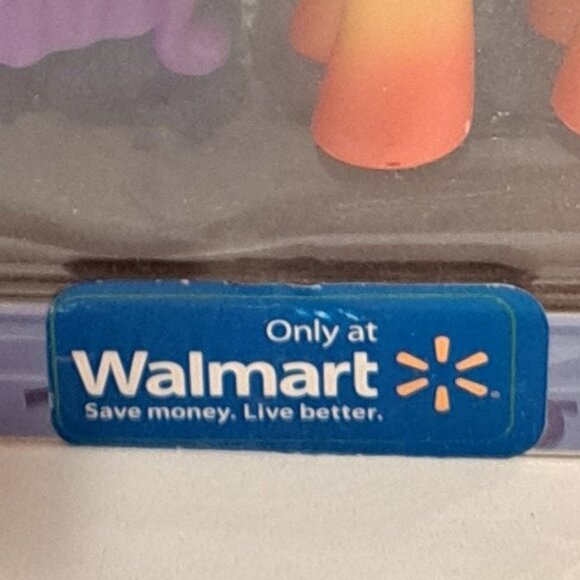 Only at
Walmart
Save money. Live better.